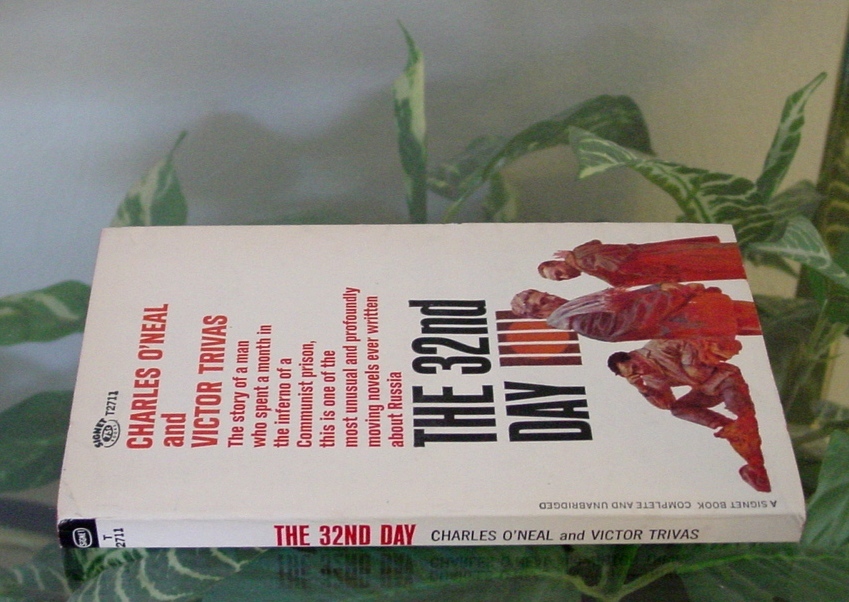 SIGNET
T2711
CHARLES O'NEAL
and
VICTOR TRIVAS
The story of a man
who spent a month in
the inferno of a
Communist prison,
this is one of the
most unusual and profoundly
moving novels ever written
about Russia
THE 32nd
DAY
A SIGNET BOOK COMPLETE AND UNABRIDGED
SIGNET
T
2711
THE 32ND DAY CHARLES O'NEAL and VICTOR TRIVAS